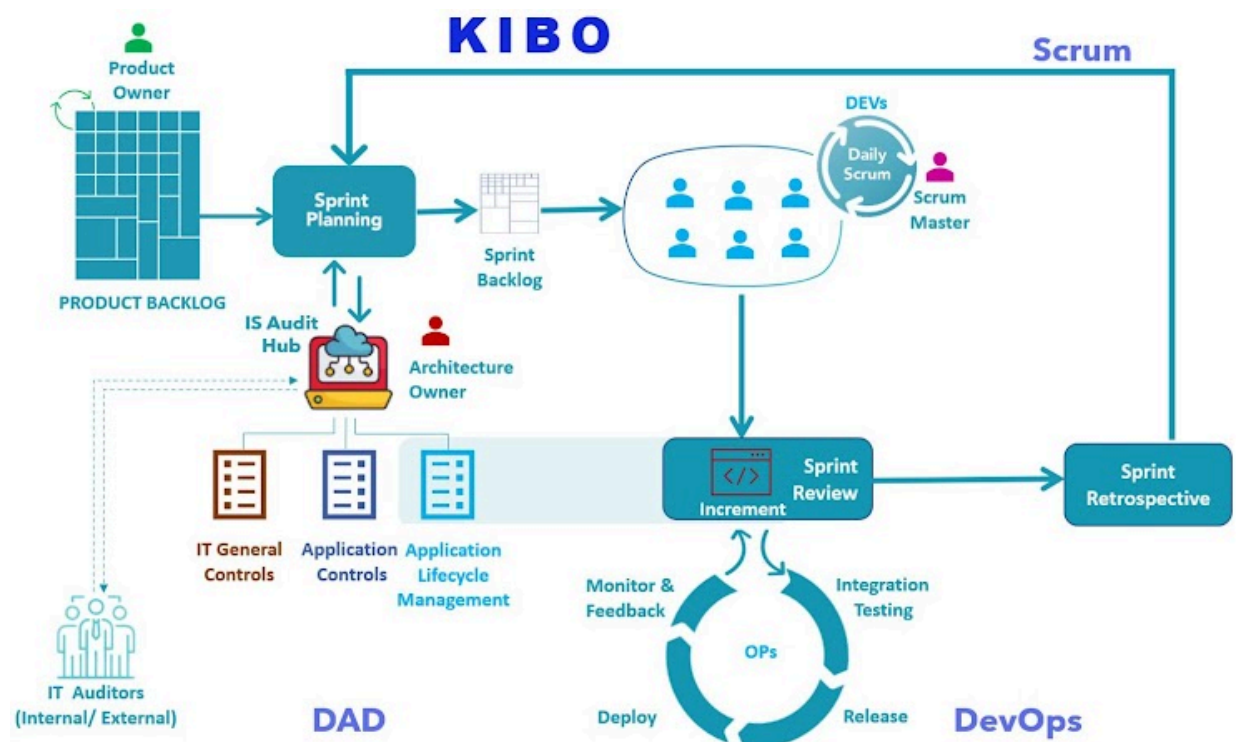 KIBO
Scrum
Product
Owner
DEVs
Daily
Scrum
Sprint
Planning
Scrum
Master
Sprint
Backlog
PRODUCT BACKLOG
IS Audit
Hub
Architecture
Owner
Sprint
Review
</>
Increment
Sprint
Retrospective
IT General
Controls
Application
Controls
Application
Lifecycle
Management
Monitor &
Feedback
Integration
Testing
OPs
IT Auditors
(Internal/ External)
DAD
Deploy
Release
DevOps